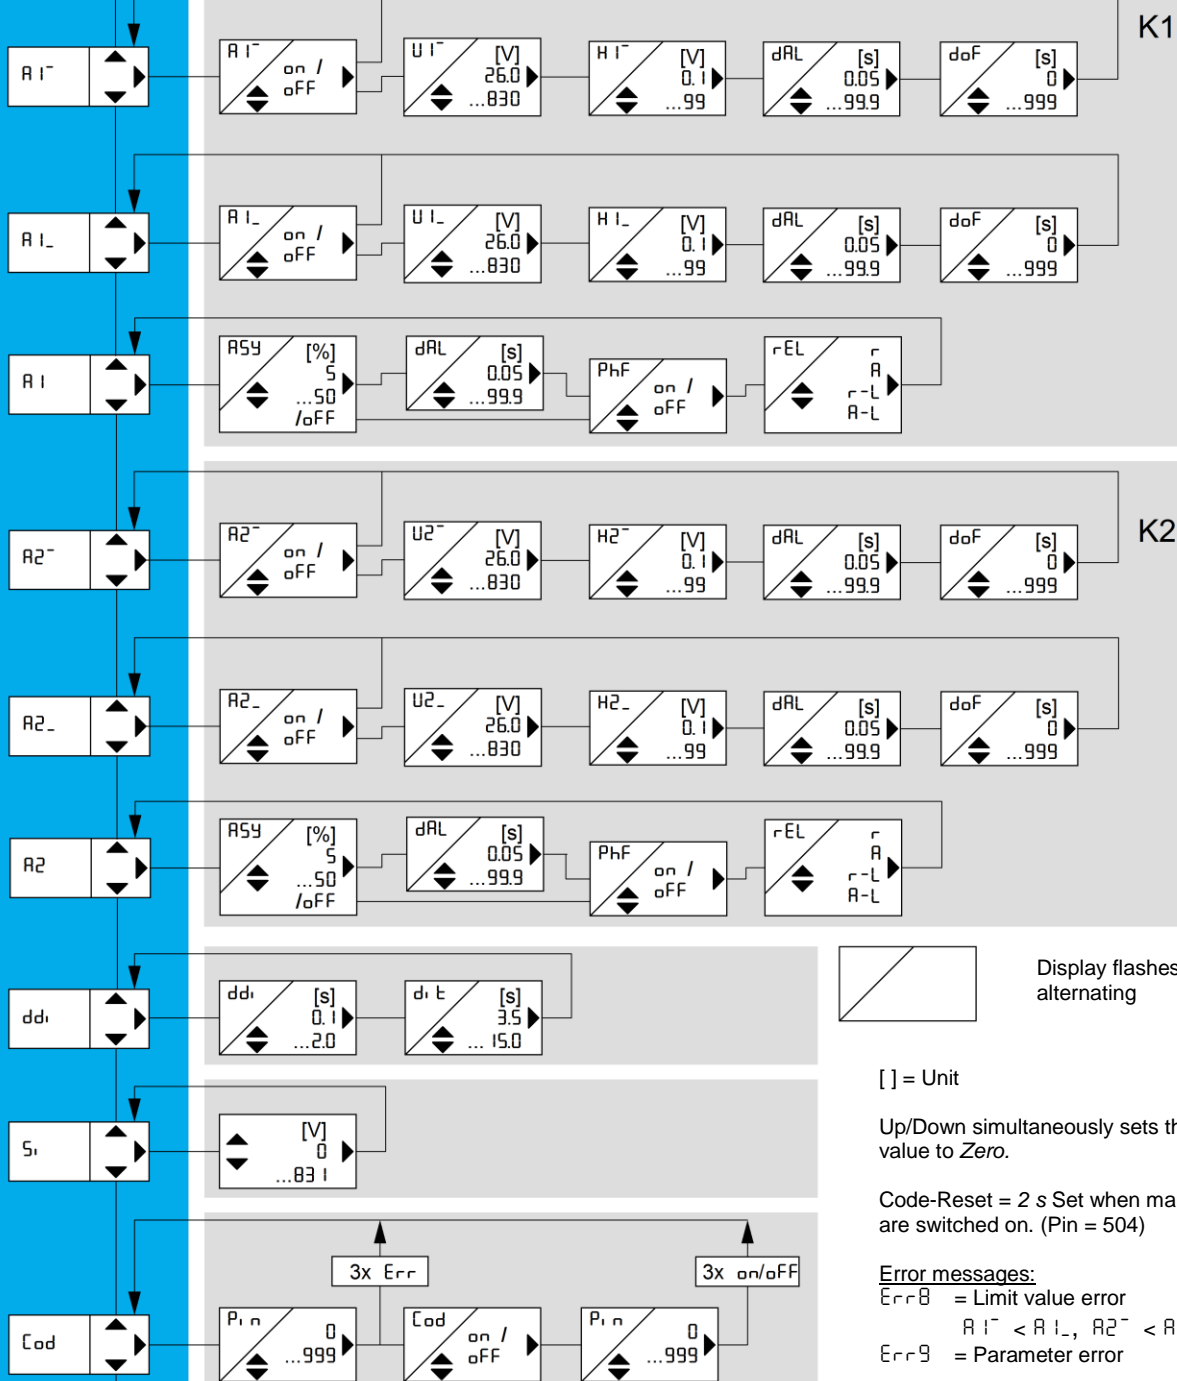 K1
A1¯ A1¯ on / oFF U1¯ [V] 26.0 ...830 H1¯ [V] 0.1 ...99 dAL [s] 0.05 ...99.9 doF [s] 0 ...999
A1_ A1_ on / oFF U1_ [V] 26.0 ...830 H1_ [V] 0.1 ...99 dAL [s] 0.05 ...99.9 doF [s] 0 ...999
A1 ASY [%] 5 ...50 /oFF dAL [s] 0.05 ...99.9 PhF on / oFF rEL r A r-L A-L
K2
A2¯ A2¯ on / oFF U2¯ [V] 26.0 ...830 H2¯ [V] 0.1 ...99 dAL [s] 0.05 ...99.9 doF [s] 0 ...999
A2_ A2_ on / oFF U2_ [V] 26.0 ...830 H2_ [V] 0.1 ...99 dAL [s] 0.05 ...99.9 doF [s] 0 ...999
A2 ASY [%] 5 ...50 /oFF dAL [s] 0.05 ...99.9 PhF on / oFF rEL r A r-L A-L
ddi ddi [s] 0.1 ...2.0 dit [s] 3.5 ... 15.0
Si [V] 0 ...831
3x Err 3x on/oFF
Cod Pin 0 ...999 Cod on / oFF Pin 0 ...999
Display flashes
alternating
[ ] = Unit
Up/Down simultaneously sets
value to Zero.
Code-Reset = 2 s Set when
are switched on. (Pin = 504)
Error messages:
Err8 = Limit value error
A1¯ < A1_, A2¯ <
Err9 = Parameter error